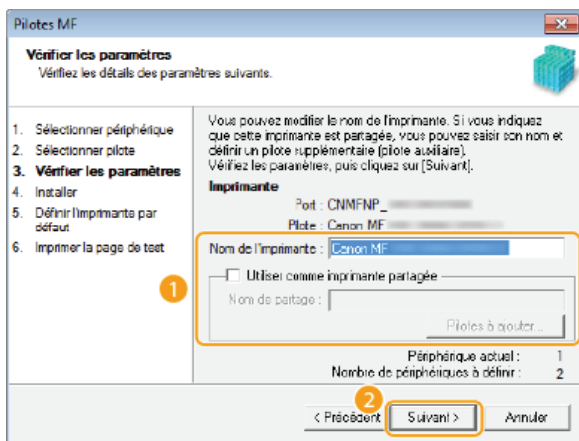 Pilotes MF
Vérifier les paramètres
Vérifiez les détails des paramètres suivants.
1. Sélectionner périphérique
2. Sélectionner pilote
3. Vérifier les paramètres
4. Installer
5. Définir l'imprimante par
défaut
6. Imprimer la page de test
Vous pouvez modifier le nom de l'imprimante. Si vous indiquez
que cette imprimante est partagée, vous pouvez saisir son nom et
définir un pilote supplémentaire (pilote auxiliaire).
Vérifiez les paramètres, puis cliquez sur [Suivant].
Imprimante
Port : CNMFNP_
Pilote : Canon MF
Nom de l'imprimante : Canon MF
1
Utiliser comme imprimante partagée
Nom de partage :
Pilotes à ajouter...
Périphérique actuel : 1
Nombre de périphériques à définir : 2
2
< Précédent
Suivant >
Annuler